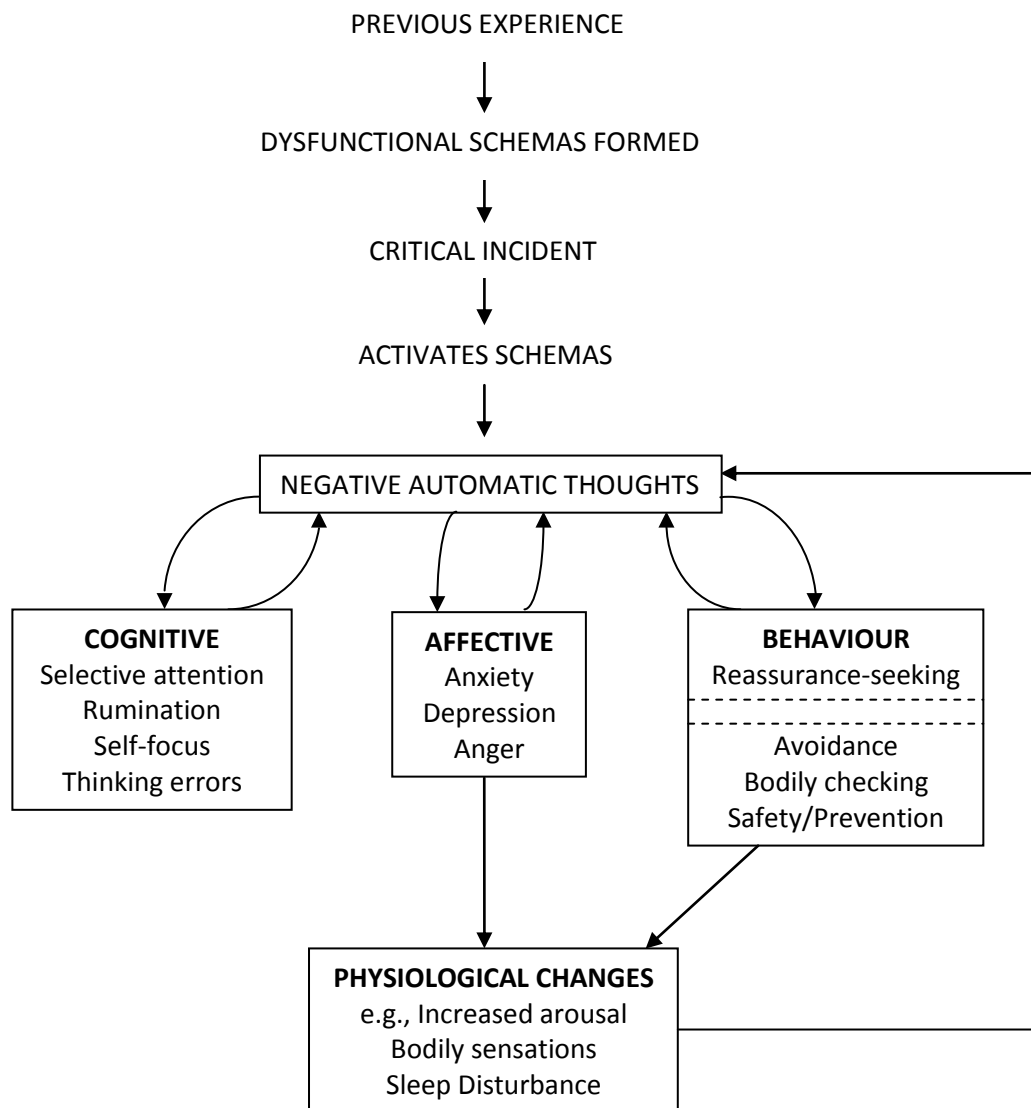 PREVIOUS EXPERIENCE
DYSFUNCTIONAL SCHEMAS FORMED
CRITICAL INCIDENT
ACTIVATES SCHEMAS
NEGATIVE AUTOMATIC THOUGHTS
COGNITIVE
Selective attention
Rumination
Self-focus
Thinking errors
AFFECTIVE
Anxiety
Depression
Anger
BEHAVIOUR
Reassurance-seeking
Avoidance
Bodily checking
Safety/Prevention
PHYSIOLOGICAL CHANGES
e.g., Increased arousal
Bodily sensations
Sleep Disturbance